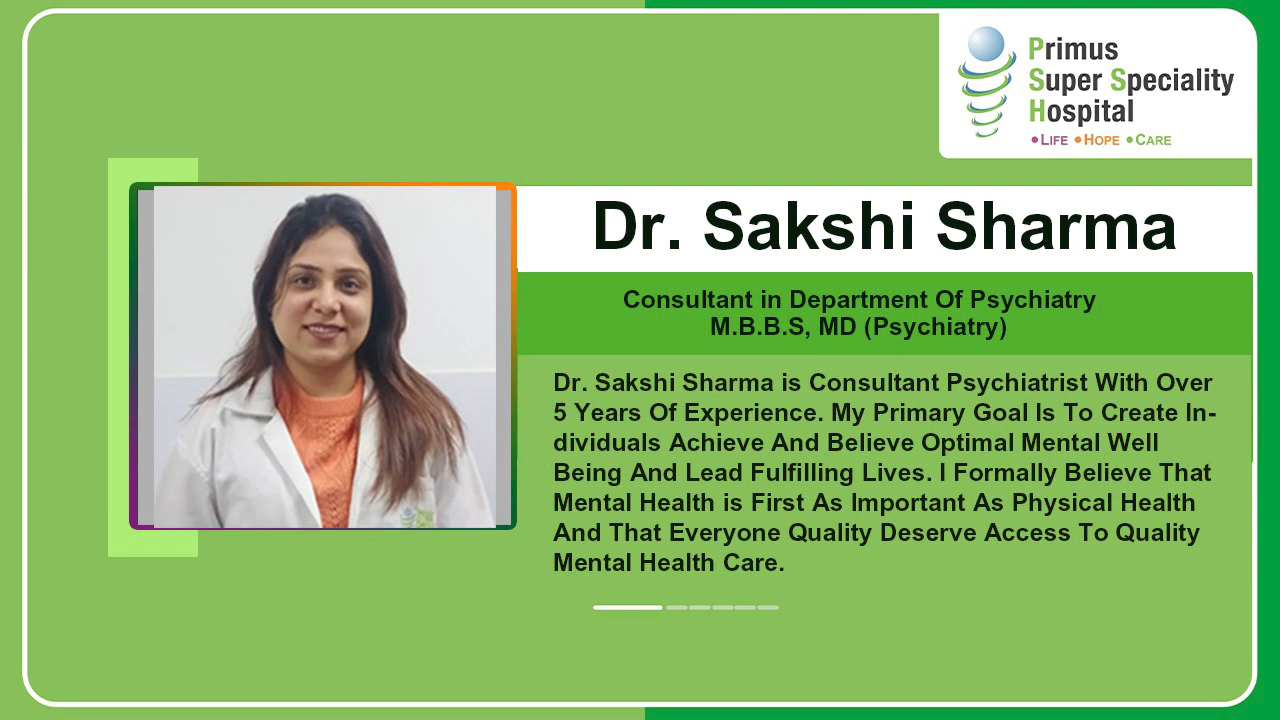 Primus
Super Speciality
Hospital
•LIFE •HOPE •CARE
Dr. Sakshi Sharma
Consultant in Department Of Psychiatry
M.B.B.S, MD (Psychiatry)
Dr. Sakshi Sharma is Consultant Psychiatrist With Over
5 Years Of Experience. My Primary Goal Is To Create In-
dividuals Achieve And Believe Optimal Mental Well
Being And Lead Fulfilling Lives. I Formally Believe That
Mental Health is First As Important As Physical Health
And That Everyone Quality Deserve Access To Quality
Mental Health Care.